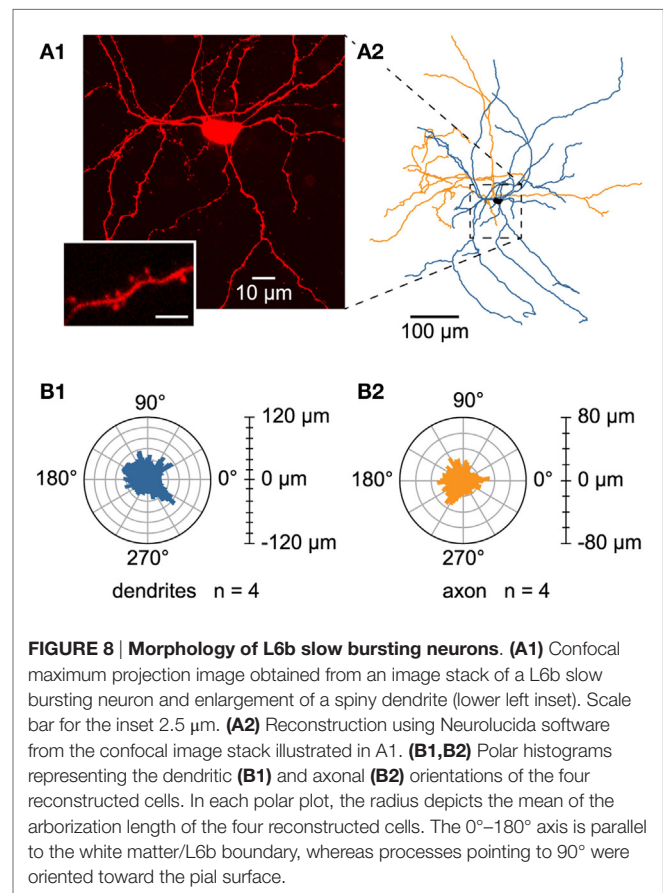 A1
A2
10 μm
100 μm
B1
B2
90°
120 μm
90°
80 μm
180°
0°
0 μm
180°
0°
0 μm
270°
-120 μm
270°
-80 μm
dendrites n = 4
axon n = 4
FIGURE 8 | Morphology of L6b slow bursting neurons. (A1) Confocal
maximum projection image obtained from an image stack of a L6b slow
bursting neuron and enlargement of a spiny dendrite (lower left inset). Scale
bar for the inset 2.5 μm. (A2) Reconstruction using Neurolucida software
from the confocal image stack illustrated in A1. (B1,B2) Polar histograms
representing the dendritic (B1) and axonal (B2) orientations of the four
reconstructed cells. In each polar plot, the radius depicts the mean of the
arborization length of the four reconstructed cells. The 0°–180° axis is parallel
to the white matter/L6b boundary, whereas processes pointing to 90° were
oriented toward the pial surface.